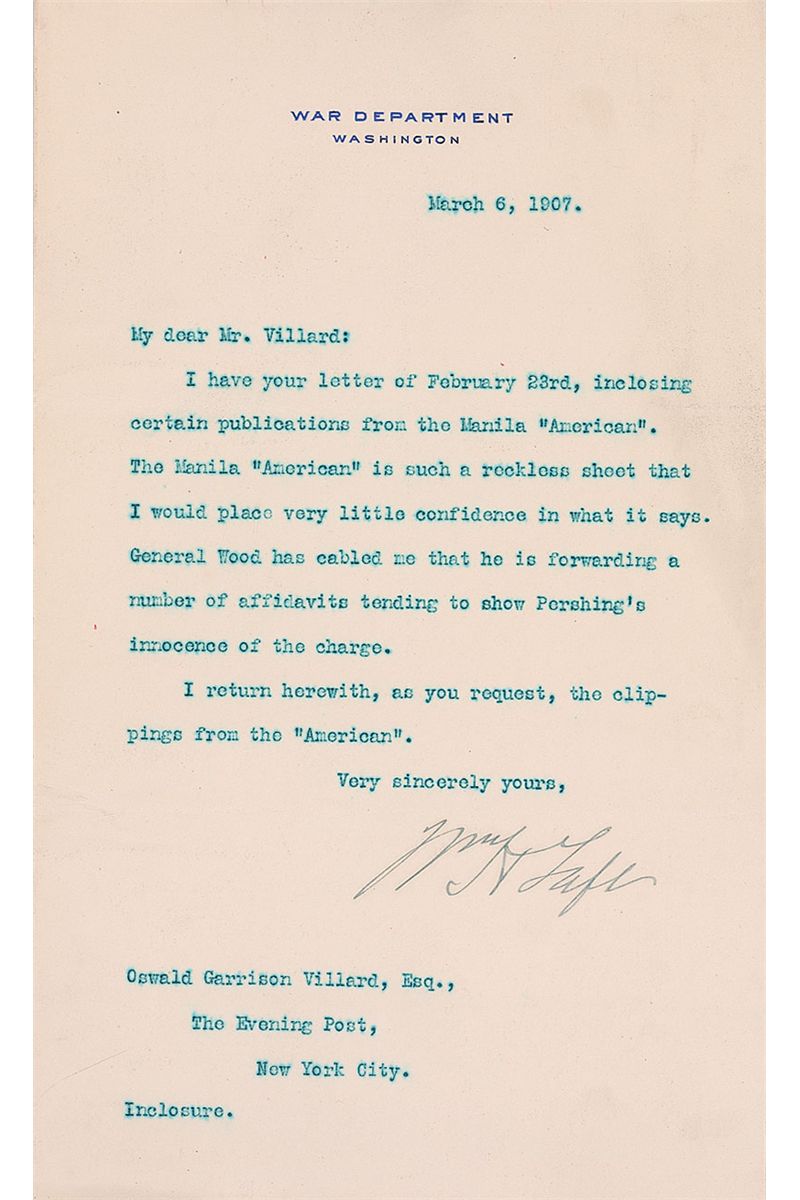 WAR DEPARTMENT
WASHINGTON
March 6, 1907.
My dear Mr. Villard:
I have your letter of February 23rd, inclosing
certain publications from the Manila "American".
The Manila "American" is such a reckless sheet that
I would place very little confidence in what it says.
General Wood has cabled me that he is forwarding a
number of affidavits tending to show Pershing's
innocence of the charge.
I return herewith, as you request, the clip-
pings from the "American".
Very sincerely yours,
Wm H Taft
Oswald Garrison Villard, Esq.,
The Evening Post,
New York City.
Inclosure.